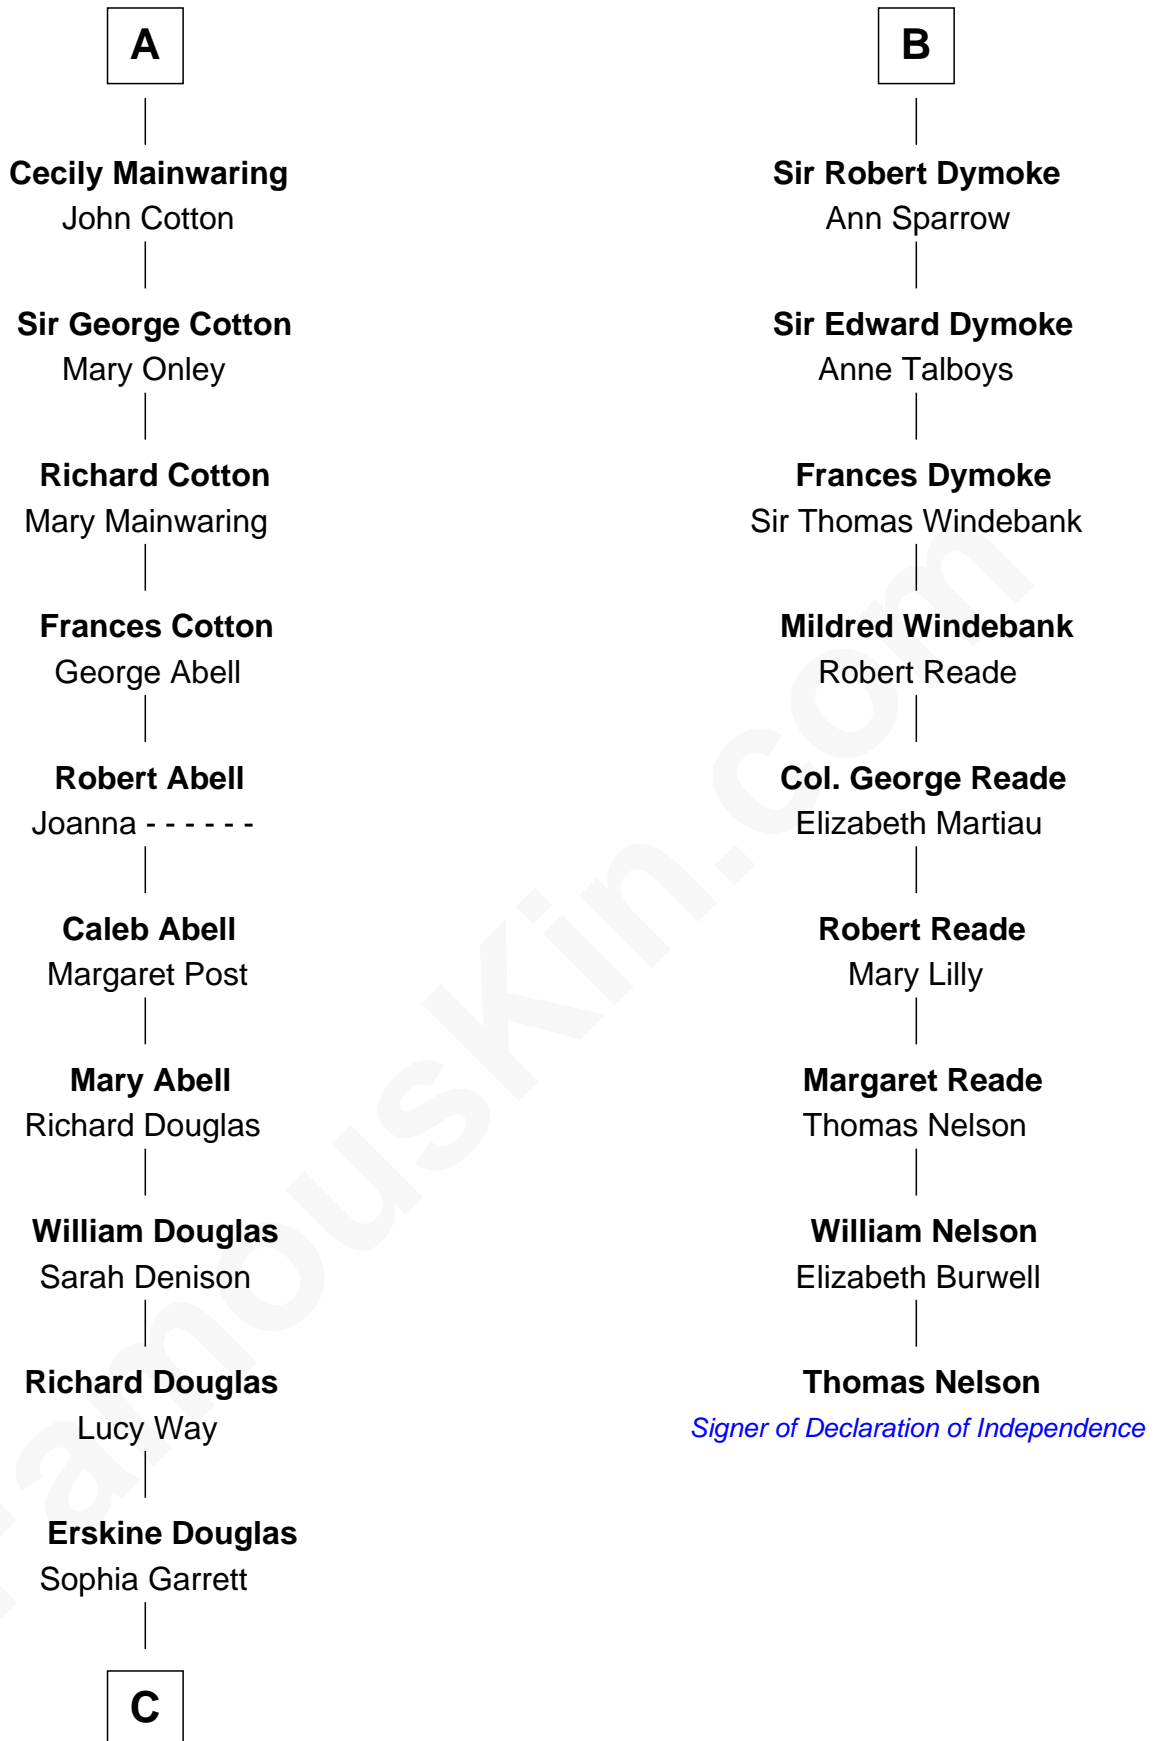 A
Cecily Mainwaring
John Cotton
Sir George Cotton
Mary Onley
Richard Cotton
Mary Mainwaring
Frances Cotton
George Abell
Robert Abell
Joanna - - - - - -
Caleb Abell
Margaret Post
Mary Abell
Richard Douglas
William Douglas
Sarah Denison
Richard Douglas
Lucy Way
Erskine Douglas
Sophia Garrett
C
B
Sir Robert Dymoke
Ann Sparrow
Sir Edward Dymoke
Anne Talboys
Frances Dymoke
Sir Thomas Windebank
Mildred Windebank
Robert Reade
Col. George Reade
Elizabeth Martiau
Robert Reade
Mary Lilly
Margaret Reade
Thomas Nelson
William Nelson
Elizabeth Burwell
Thomas Nelson
Signer of Declaration of Independence
FamousKin.com